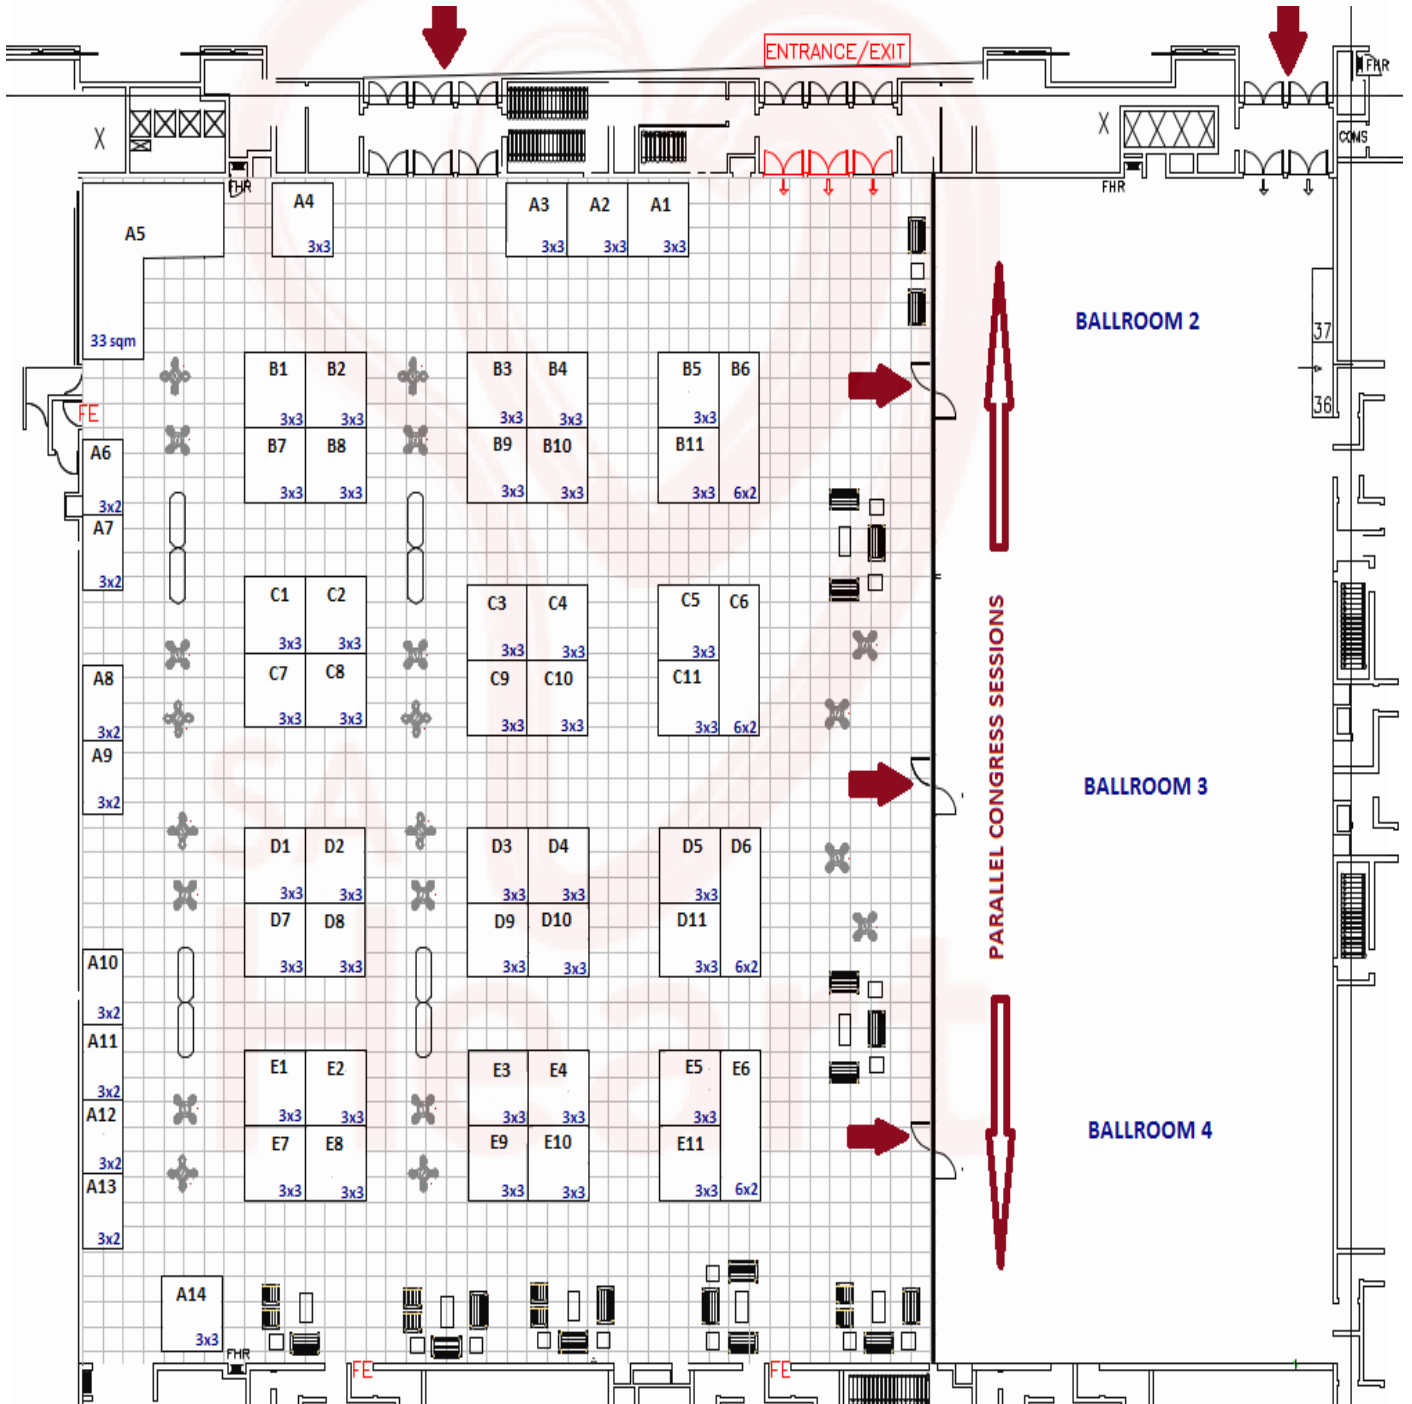 ENTRANCE/EXIT
FHR
X
X
COMS
FHR
FHR
A4
3x3
A3
3x3
A2
3x3
A1
3x3
A5
33 sqm
BALLROOM 2
37
36
B1
3x3
B2
3x3
B3
3x3
B4
3x3
B5
3x3
B6
6x2
FE
B7
3x3
B8
3x3
B9
3x3
B10
3x3
B11
3x3
A6
3x2
A7
3x2
C1
3x3
C2
3x3
C3
3x3
C4
3x3
C5
3x3
C6
6x2
C7
3x3
C8
3x3
C9
3x3
C10
3x3
C11
3x3
A8
3x2
A9
3x2
PARALLEL CONGRESS SESSIONS
BALLROOM 3
SA
Heart
D1
3x3
D2
3x3
D3
3x3
D4
3x3
D5
3x3
D6
6x2
D7
3x3
D8
3x3
D9
3x3
D10
3x3
D11
3x3
A10
3x2
A11
3x2
A12
3x2
A13
3x2
E1
3x3
E2
3x3
E3
3x3
E4
3x3
E5
3x3
E6
6x2
E7
3x3
E8
3x3
E9
3x3
E10
3x3
E11
3x3
BALLROOM 4
A14
3x3
FHR
FE
FE